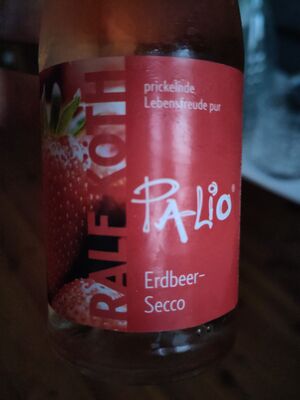 prickelnde
Lebensfreude pur
RALF KÖTH
PALIO®
Erdbeer-
Secco